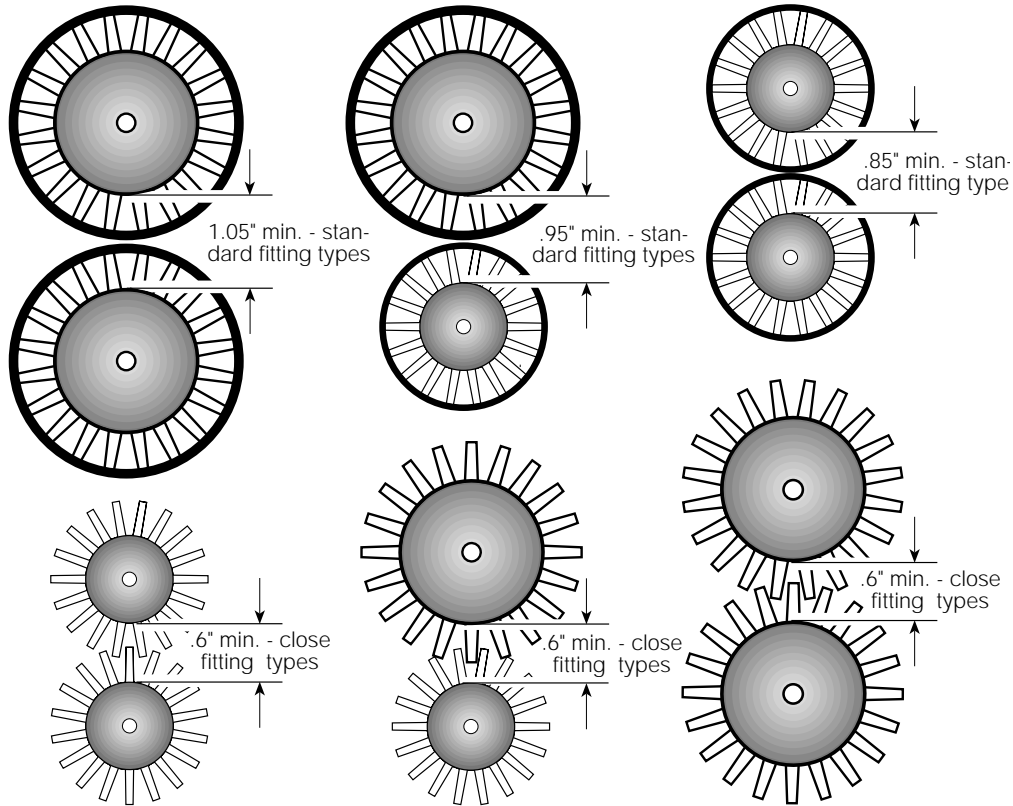 1.05" min. - stan-
dard fitting types
.95" min. - stan-
dard fitting types
.85" min. - stan-
dard fitting type
.6" min. - close
fitting types
.6" min. - close
fitting types
.6" min. - close
fitting types